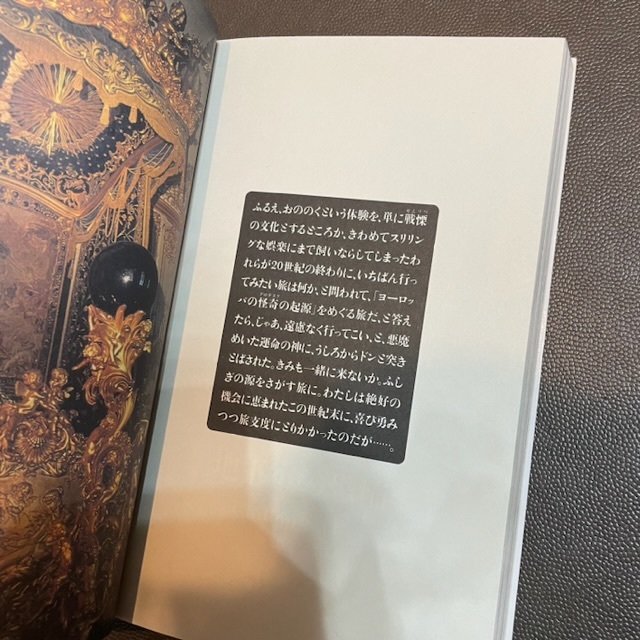 ふるえ、おののくという体験を、単に戦慄
の文化とするところか、きわめてスリリン
グな娯楽にまで飼いならしてしまったわ
れらが20世紀の終わりに、いちばん行っ
てみたい旅は何か、と問われて、「ヨーロッ
パの怪奇の起源」をめぐる旅だ、と答え
たら、じゃあ、遠慮なく行ってこい、と、悪魔
めいた運命の神に、うしろからドンと突き
とばされた。きみも一緒に来ないか。ふし
ぎの源をさがす旅に。わたしは絶好の
機会に恵まれたこの世紀末に、喜び勇み
つつ旅支度にとりかかったのだが……。